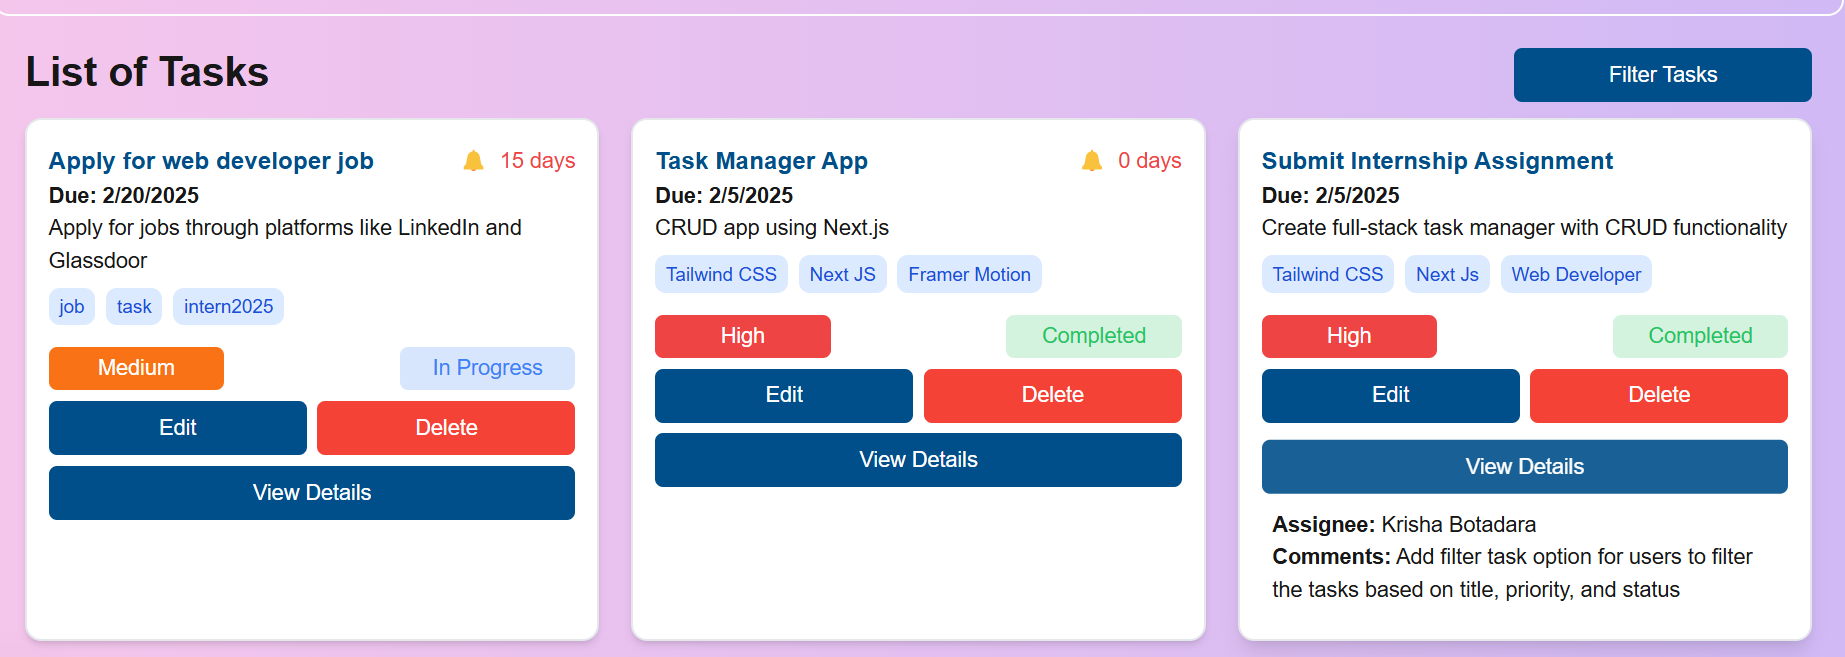 List of Tasks
Filter Tasks
Apply for web developer job
15 days
Due: 2/20/2025
Apply for jobs through platforms like LinkedIn and
Glassdoor
job
task
intern2025
Medium
In Progress
Edit
Delete
View Details
Task Manager App
0 days
Due: 2/5/2025
CRUD app using Next.js
Tailwind CSS
Next JS
Framer Motion
High
Completed
Edit
Delete
View Details
Submit Internship Assignment
Due: 2/5/2025
Create full-stack task manager with CRUD functionality
Tailwind CSS
Next Js
Web Developer
High
Completed
Edit
Delete
View Details
Assignee: Krisha Botadara
Comments: Add filter task option for users to filter
the tasks based on title, priority, and status